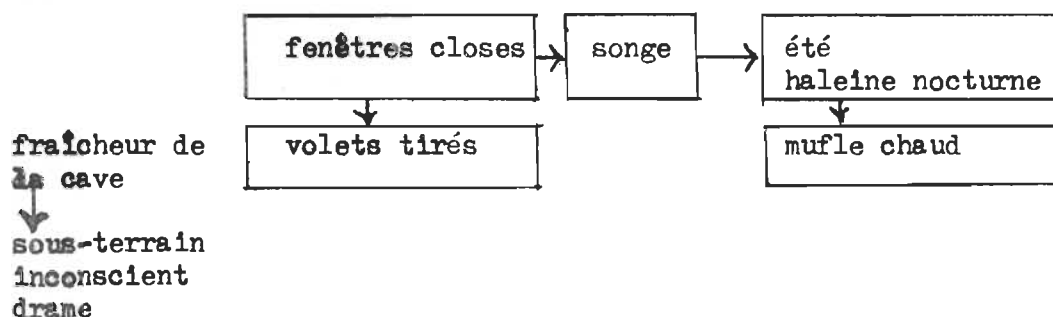 fenêtres closes
songe
été
haleine nocturne
volets tirés
mufle chaud
fraîcheur de
la cave
sous-terrain
inconscient
drame